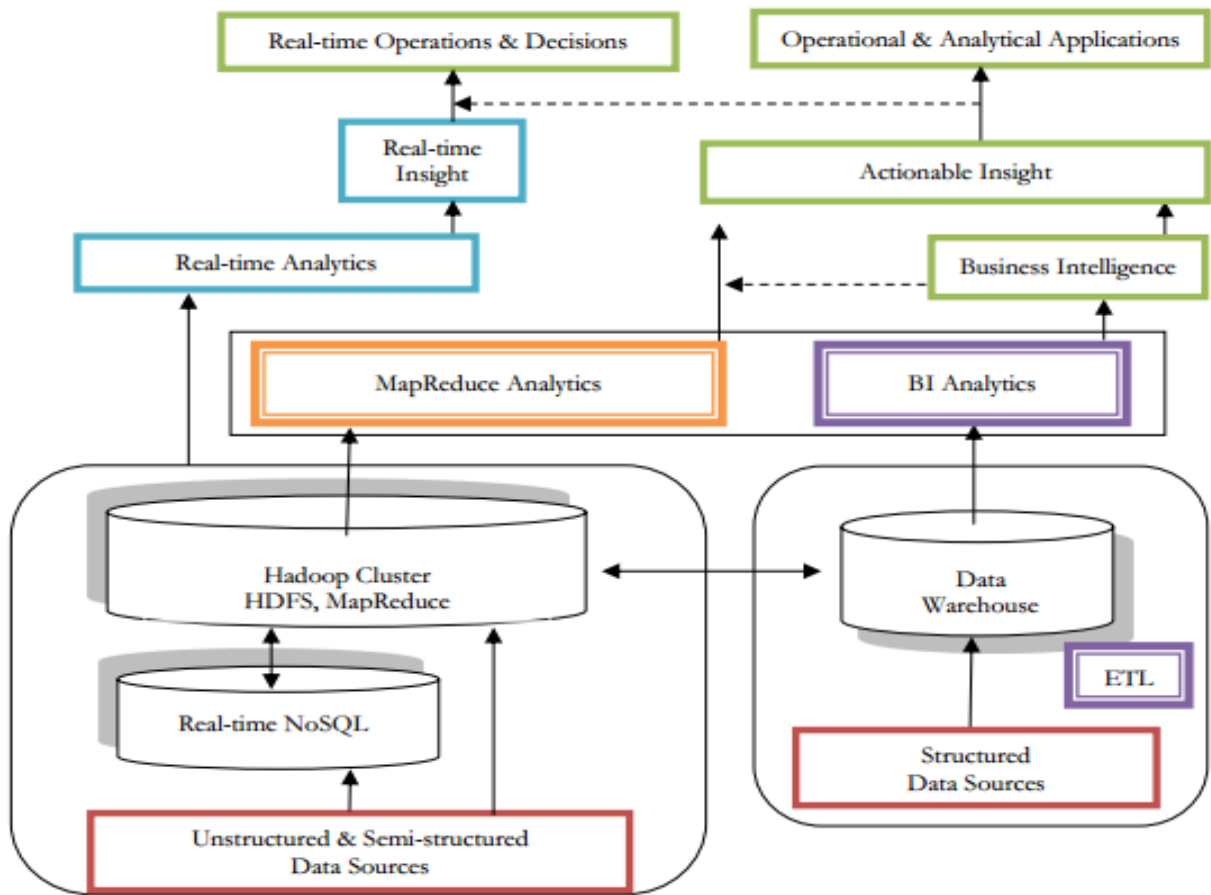 Real-time Operations & Decisions
Operational & Analytical Applications
Real-time
Insight
Actionable Insight
Real-time Analytics
Business Intelligence
MapReduce Analytics
BI Analytics
Hadoop Cluster
HDFS, MapReduce
Data
Warehouse
ETL
Real-time NoSQL
Structured
Data Sources
Unstructured & Semi-structured
Data Sources